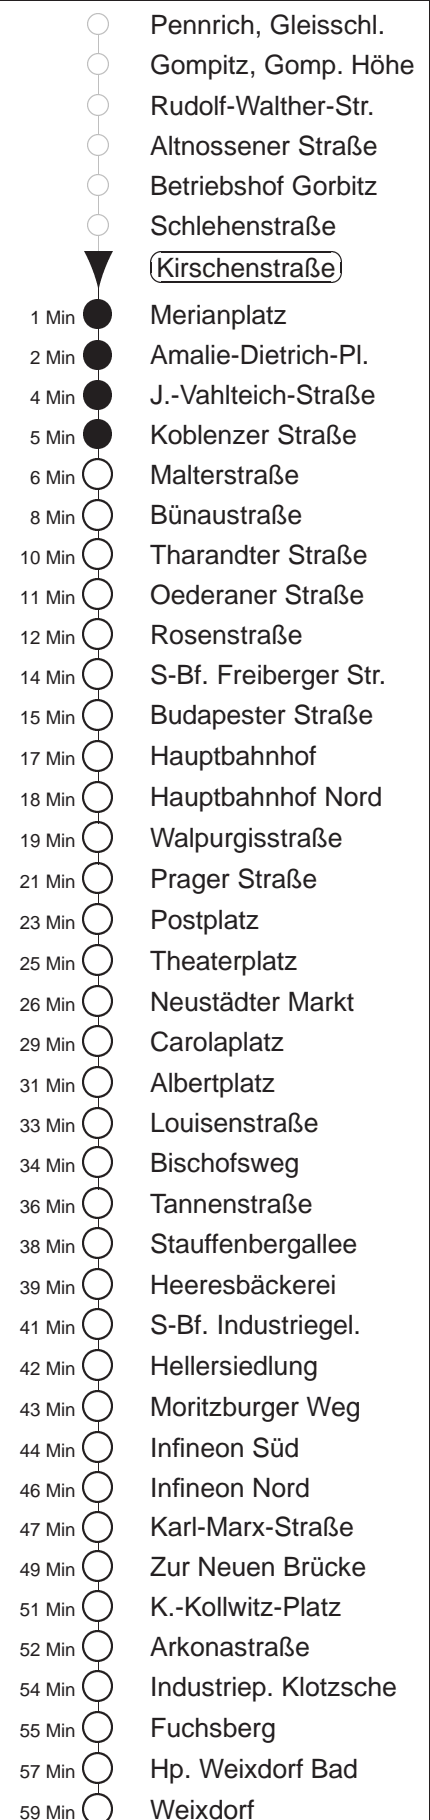 Pennrich, Gleisschl.
Gompitz, Gomp. Höhe
Rudolf-Walther-Str.
Altnossener Straße
Betriebshof Gorbitz
Schlehenstraße
Kirschenstraße
1 Min Merianplatz
2 Min Amalie-Dietrich-Pl.
4 Min J.-Vahlteich-Straße
5 Min Koblenzer Straße
6 Min Malterstraße
8 Min Bünaustraße
10 Min Tharandter Straße
11 Min Oederaner Straße
12 Min Rosenstraße
14 Min S-Bf. Freiberger Str.
15 Min Budapester Straße
17 Min Hauptbahnhof
18 Min Hauptbahnhof Nord
19 Min Walpurgisstraße
21 Min Prager Straße
23 Min Postplatz
25 Min Theaterplatz
26 Min Neustädter Markt
29 Min Carolaplatz
31 Min Albertplatz
33 Min Louisenstraße
34 Min Bischofsweg
36 Min Tannenstraße
38 Min Stauffenbergallee
39 Min Heeresbäckerei
41 Min S-Bf. Industriegel.
42 Min Hellersiedlung
43 Min Moritzburger Weg
44 Min Infineon Süd
46 Min Infineon Nord
47 Min Karl-Marx-Straße
49 Min Zur Neuen Brücke
51 Min K.-Kollwitz-Platz
52 Min Arkonastraße
54 Min Industriep. Klotzsche
55 Min Fuchsberg
57 Min Hp. Weixdorf Bad
59 Min Weixdorf